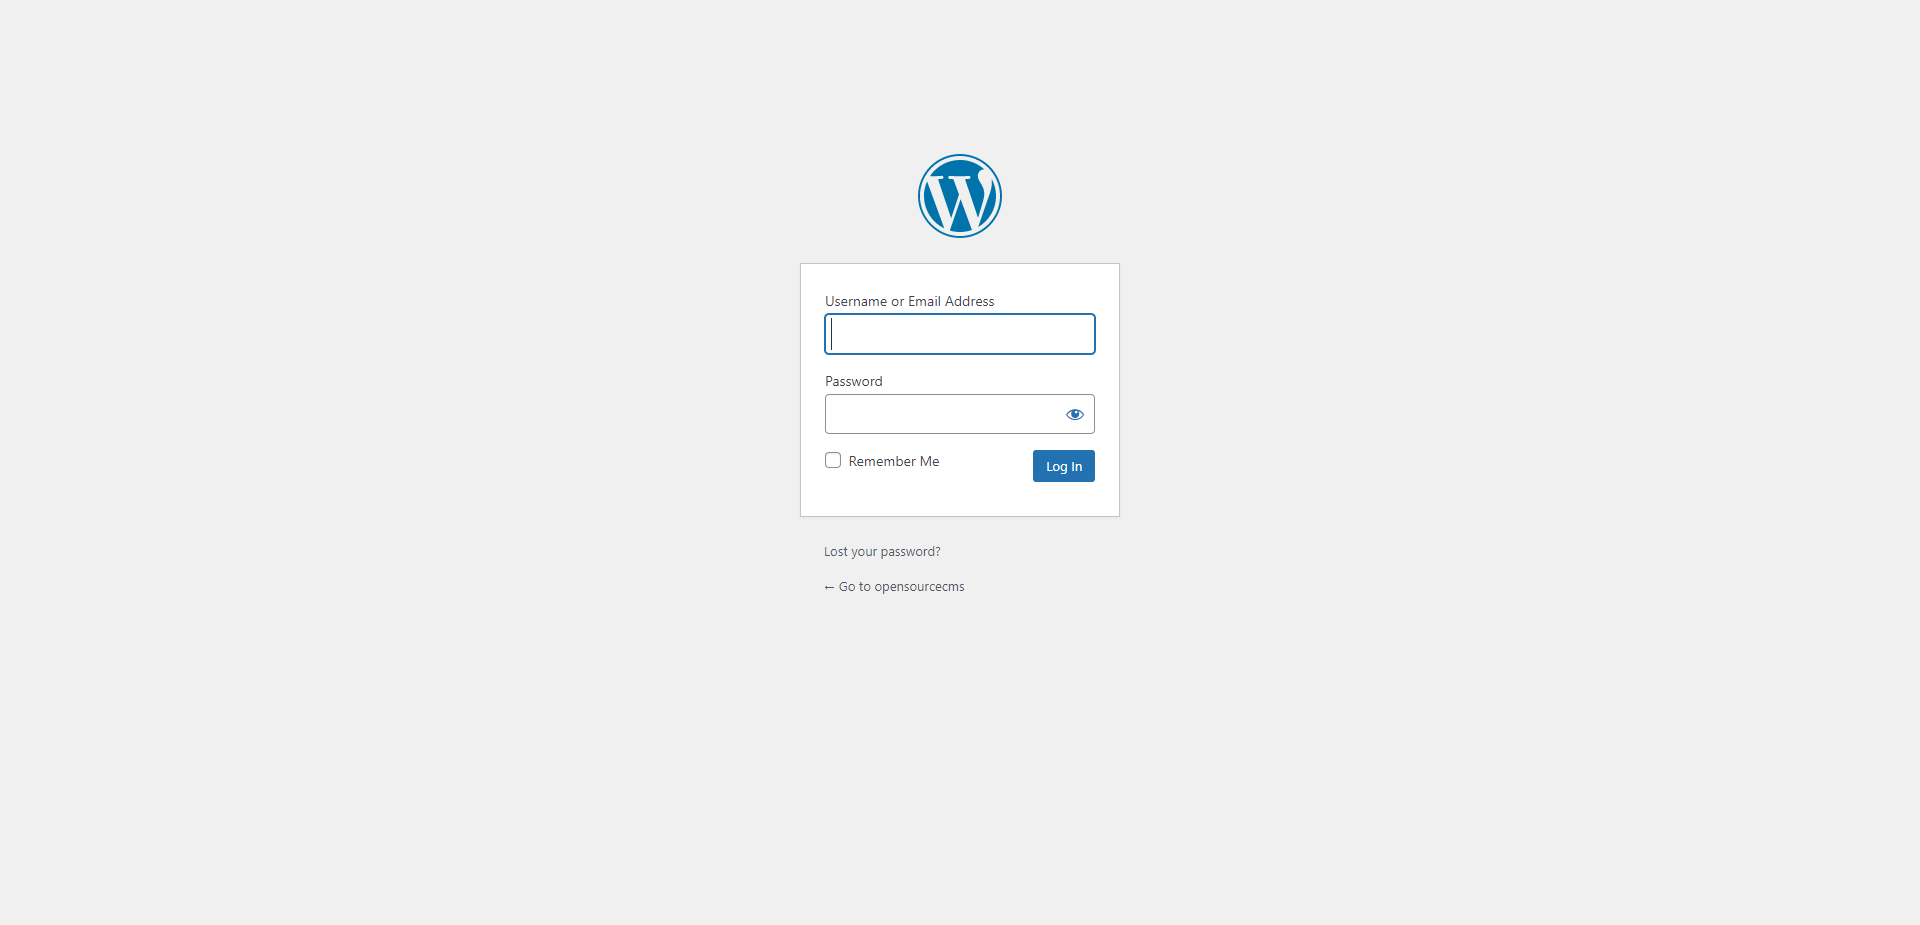 Username or Email Address
Password
Remember Me
Log In
Lost your password?
← Go to opensourcecms